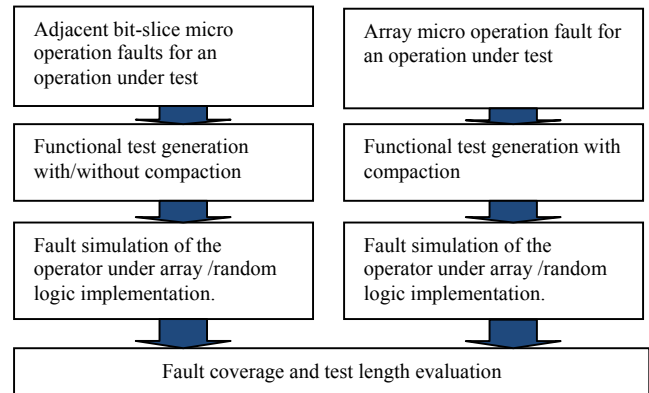 Adjacent bit-slice micro
operation faults for an
operation under test
Array micro operation fault for
an operation under test
Functional test generation
with/without compaction
Functional test generation with
compaction
Fault simulation of the
operator under array /random
logic implementation.
Fault simulation of the
operator under array /random
logic implementation.
Fault coverage and test length evaluation